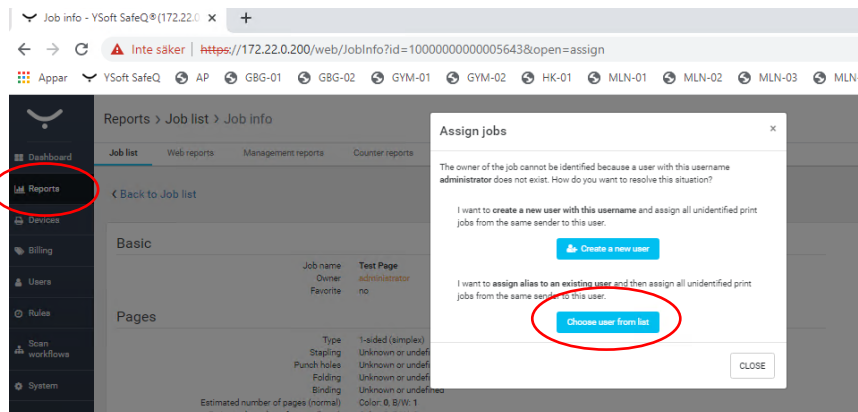 Job info - YSoft SafeQ®(172.22.0
Inte säker | https://172.22.0.200/web/JobInfo?id=10000000000005643&open=assign
Appar YSoft SafeQ AP GBG-01 GBG-02 GYM-01 GYM-02 HK-01 MLN-01 MLN-02 MLN-03 MLN
Reports > Job list > Job info
Job list Web reports Management reports Counter reports
Dashboard
Reports
Devices
Billing
Users
Rules
Scan
workflows
System
Back to Job list
Basic
Job name Test Page
Owner administrator
Favorite no
Pages
Type 1-sided (simplex)
Stapling Unknown or undefi
Punch holes Unknown or undefi
Folding Unknown or undefi
Binding Unknown or undefined
Estimated number of pages (normal) Color: 0, B/W: 1
Assign jobs ×
The owner of the job cannot be identified because a user with this username
administrator does not exist. How do you want to resolve this situation?
I want to create a new user with this username and assign all unidentified print
jobs from the same sender to this user.
Create a new user
I want to assign alias to an existing user and then assign all unidentified print
jobs from the same sender to this user.
Choose user from list
CLOSE